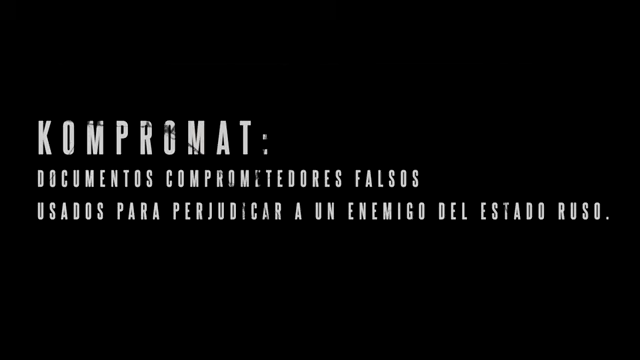 KOMPROMAT:
DOCUMENTOS COMPROMETEDORES FALSOS
USADOS PARA PERJUDICAR A UN ENEMIGO DEL ESTADO RUSO.